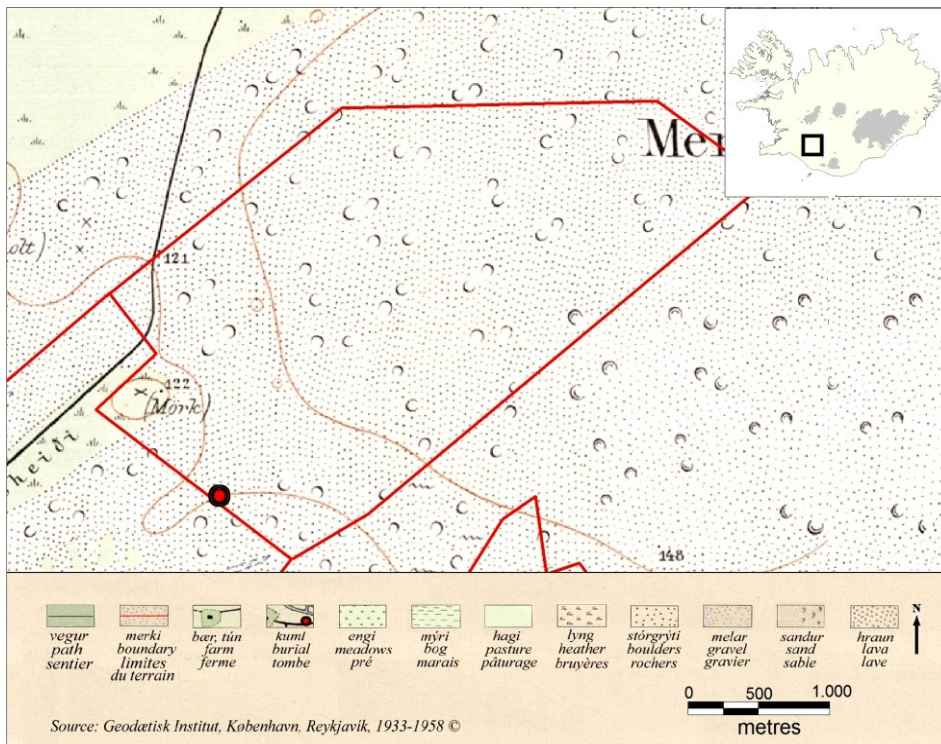 Mer
121
olt)
122
(Mörk)
heiði
148
vegur
path
sentier
merki
boundary
limites
du terrain
bær, tún
farm
ferme
kuml
burial
tombe
engi
meadows
pré
mýri
bog
marais
hagi
pasture
pâturage
lyng
heather
bruyères
stórgrýti
boulders
rochers
melar
gravel
gravier
sandur
sand
sable
hraun
lava
lave
N
0 500 1.000
metres
Source: Geodætisk Institut, København, Reykjavik, 1933-1958 ©